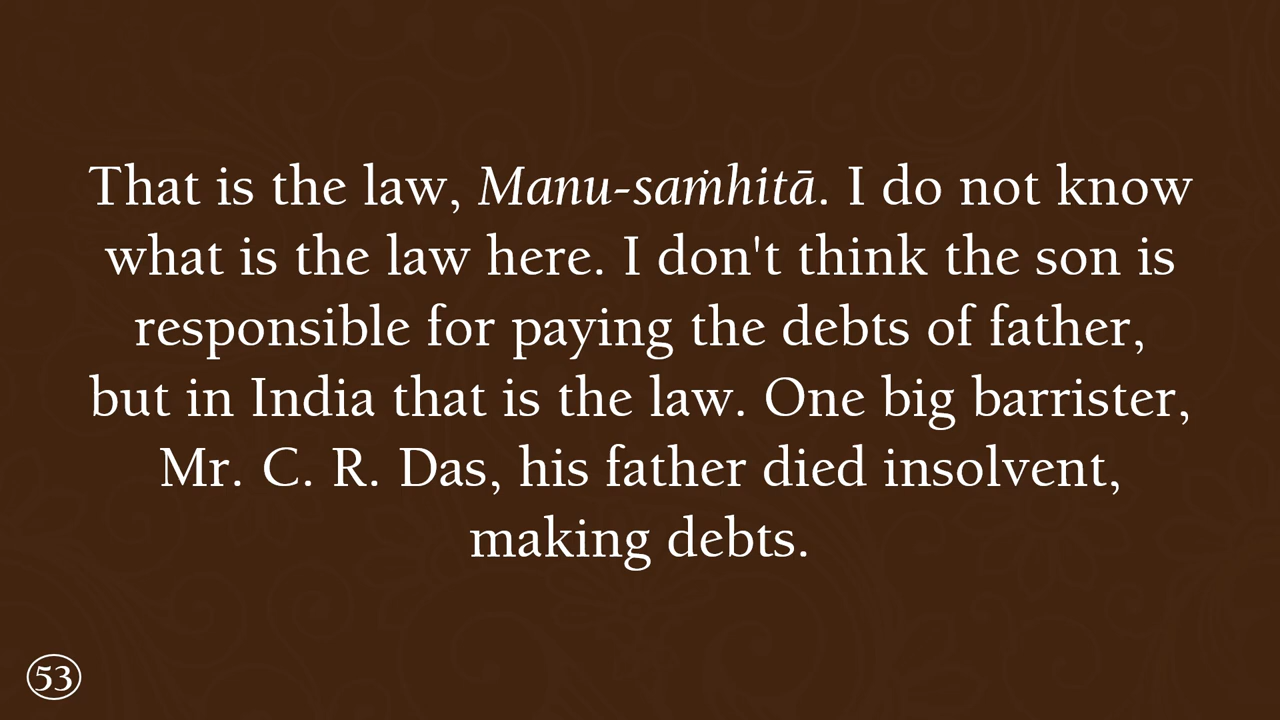 That is the law, Manu-saṁhitā. I do not know
what is the law here. I don't think the son is
responsible for paying the debts of father,
but in India that is the law. One big barrister,
Mr. C. R. Das, his father died insolvent,
making debts.
53